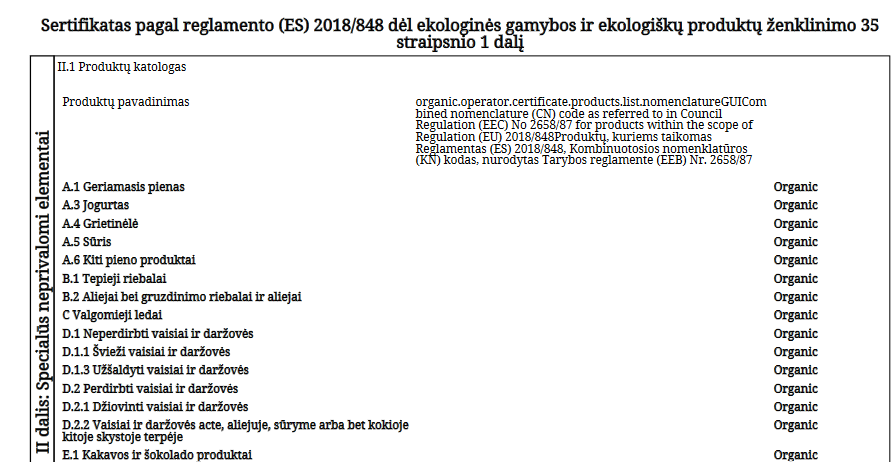 Sertifikatas pagal reglamento (ES) 2018/848 dėl ekologinės gamybos ir ekologiškų produktų ženklinimo 35
straipsnio 1 dalį
II dalis: Specialūs neprivalomi elementai
II.1 Produktų katologas
Produktų pavadinimas
organic.operator.certificate.products.list.nomenclatureGUICom
bined nomenclature (CN) code as referred to in Council
Regulation (EEC) No 2658/87 for products within the scope of
Regulation (EU) 2018/848Produktų, kuriems taikomas
Reglamentas (ES) 2018/848, Kombinuotosios nomenklatūros
(KN) kodas, nurodytas Tarybos reglamente (EEB) Nr. 2658/87
A.1 Geriamasis pienas Organic
A.3 Jogurtas Organic
A.4 Grietinėlė Organic
A.5 Sūris Organic
A.6 Kiti pieno produktai Organic
B.1 Tepieji riebalai Organic
B.2 Aliejai bei gruzdinimo riebalai ir aliejai Organic
C Valgomieji ledai Organic
D.1 Neperdirbti vaisiai ir daržovės Organic
D.1.1 Švieži vaisiai ir daržovės Organic
D.1.3 Užšaldyti vaisiai ir daržovės Organic
D.2 Perdirbti vaisiai ir daržovės Organic
D.2.1 Džiovinti vaisiai ir daržovės Organic
D.2.2 Vaisiai ir daržovės acte, aliejuje, sūryme arba bet kokioje Organic
kitoje skystoje terpėje
E.1 Kakavos ir šokolado produktai Organic